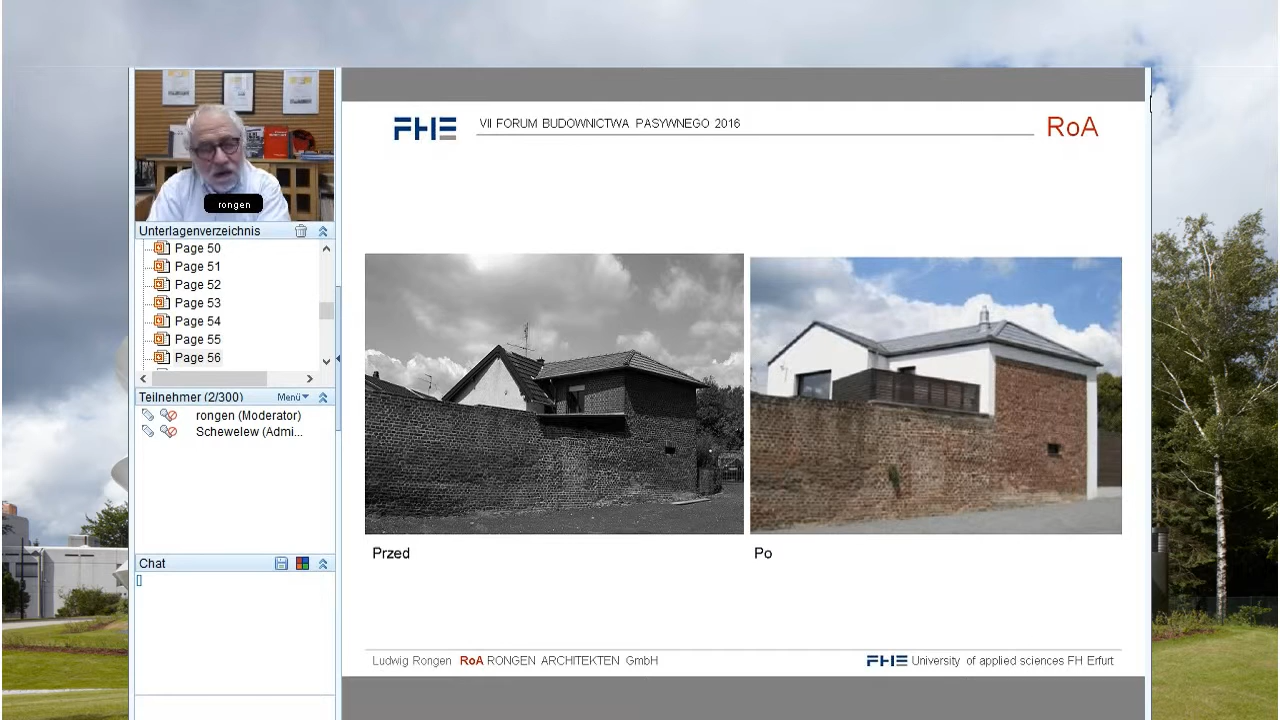 rongen
Unterlagenverzeichnis
Page 50
Page 51
Page 52
Page 53
Page 54
Page 55
Page 56
Teilnehmer (2/300)
Menü
rongen (Moderator)
Schewelew (Admi...
Chat
FHE
VII FORUM BUDOWNICTWA PASYWNEGO 2016
RoA
Przed
Po
Ludwig Rongen RoA RONGEN ARCHITEKTEN GmbH
FHE University of applied sciences FH Erfurt